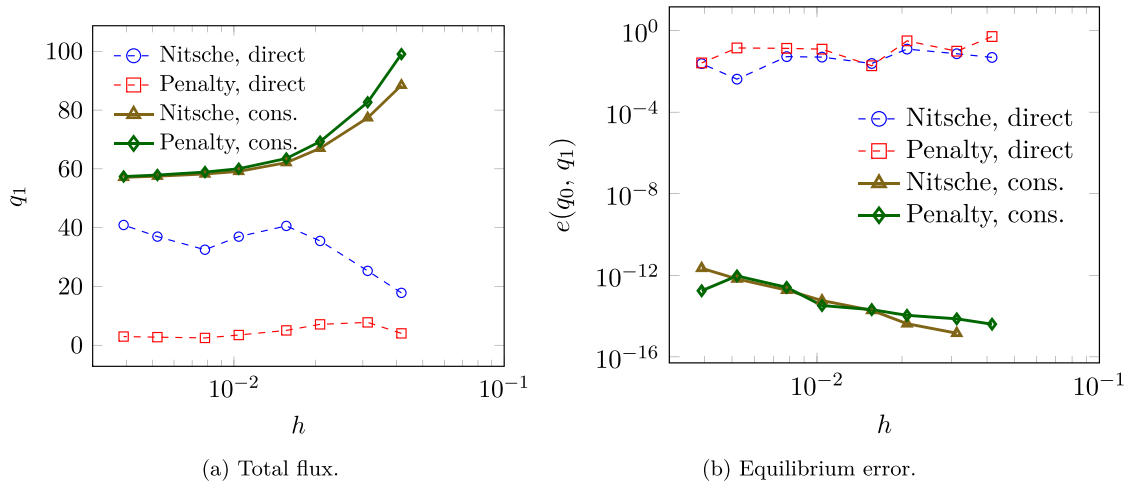 100
80
60
40
20
0
q₁
Nitsche, direct
Penalty, direct
Nitsche, cons.
Penalty, cons.
10⁻²
10⁻¹
h
(a) Total flux.
10⁰
10⁻⁴
10⁻⁸
10⁻¹²
10⁻¹⁶
e(q₀, q₁)
Nitsche, direct
Penalty, direct
Nitsche, cons.
Penalty, cons.
10⁻²
10⁻¹
h
(b) Equilibrium error.